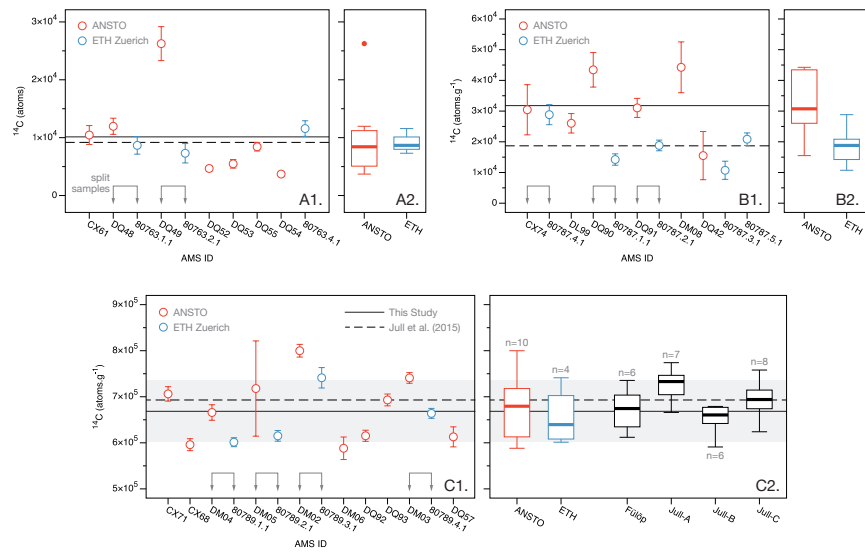 3×10⁴
2×10⁴
1×10⁴
0
¹⁴C (atoms)
ANSTO
ETH Zuerich
split
samples
A1.
CX61
DQ48
80763.1.1
DQ49
80763.2.1
DQ52
DQ53
DQ55
DQ54
80763.4.1
AMS ID
A2.
ANSTO
ETH
6×10⁴
5×10⁴
4×10⁴
3×10⁴
2×10⁴
1×10⁴
0
¹⁴C (atoms.g⁻¹)
ANSTO
ETH Zuerich
B1.
CX74
80787.4.1
DL99
DQ90
80787.1.1
DQ91
80787.2.1
DM08
DQ42
80787.3.1
80787.5.1
AMS ID
B2.
ANSTO
ETH
9×10⁵
8×10⁵
7×10⁵
6×10⁵
5×10⁵
¹⁴C (atoms.g⁻¹)
ANSTO
ETH Zuerich
This Study
Jull et al. (2015)
C1.
CX71
CX68
DM04
80789.1.1
DM05
80789.2.1
DM02
80789.3.1
DM06
DQ92
DQ93
DM03
80789.4.1
DQ57
AMS ID
n=10
n=4
n=6
n=7
n=6
n=8
C2.
ANSTO
ETH
Fülöp
Jull-A
Jull-B
Jull-C